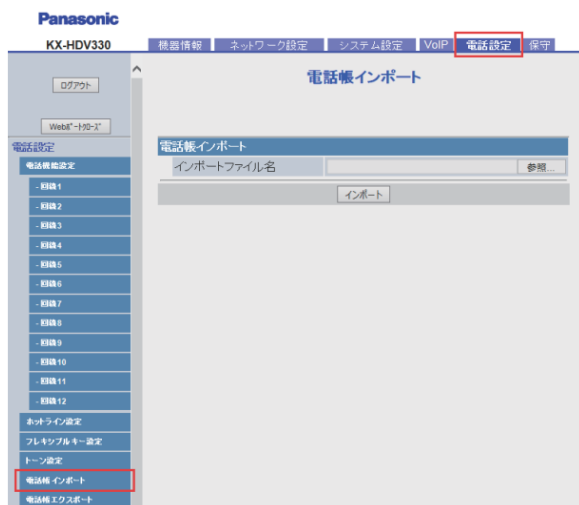 Panasonic
KX-HDV330
機器情報 ネットワーク設定 システム設定 VoIP 電話設定 保守
ログアウト
Webﾎﾟｰﾄｸﾛｰｽﾞ
電話設定
電話機能設定
- 回線 1
- 回線 2
- 回線 3
- 回線 4
- 回線 5
- 回線 6
- 回線 7
- 回線 8
- 回線 9
- 回線 10
- 回線 11
- 回線 12
ホットライン設定
フレキシブルキー設定
トーン設定
電話帳インポート
電話帳エクスポート
電話帳インポート
電話帳インポート
インポートファイル名 参照...
インポート